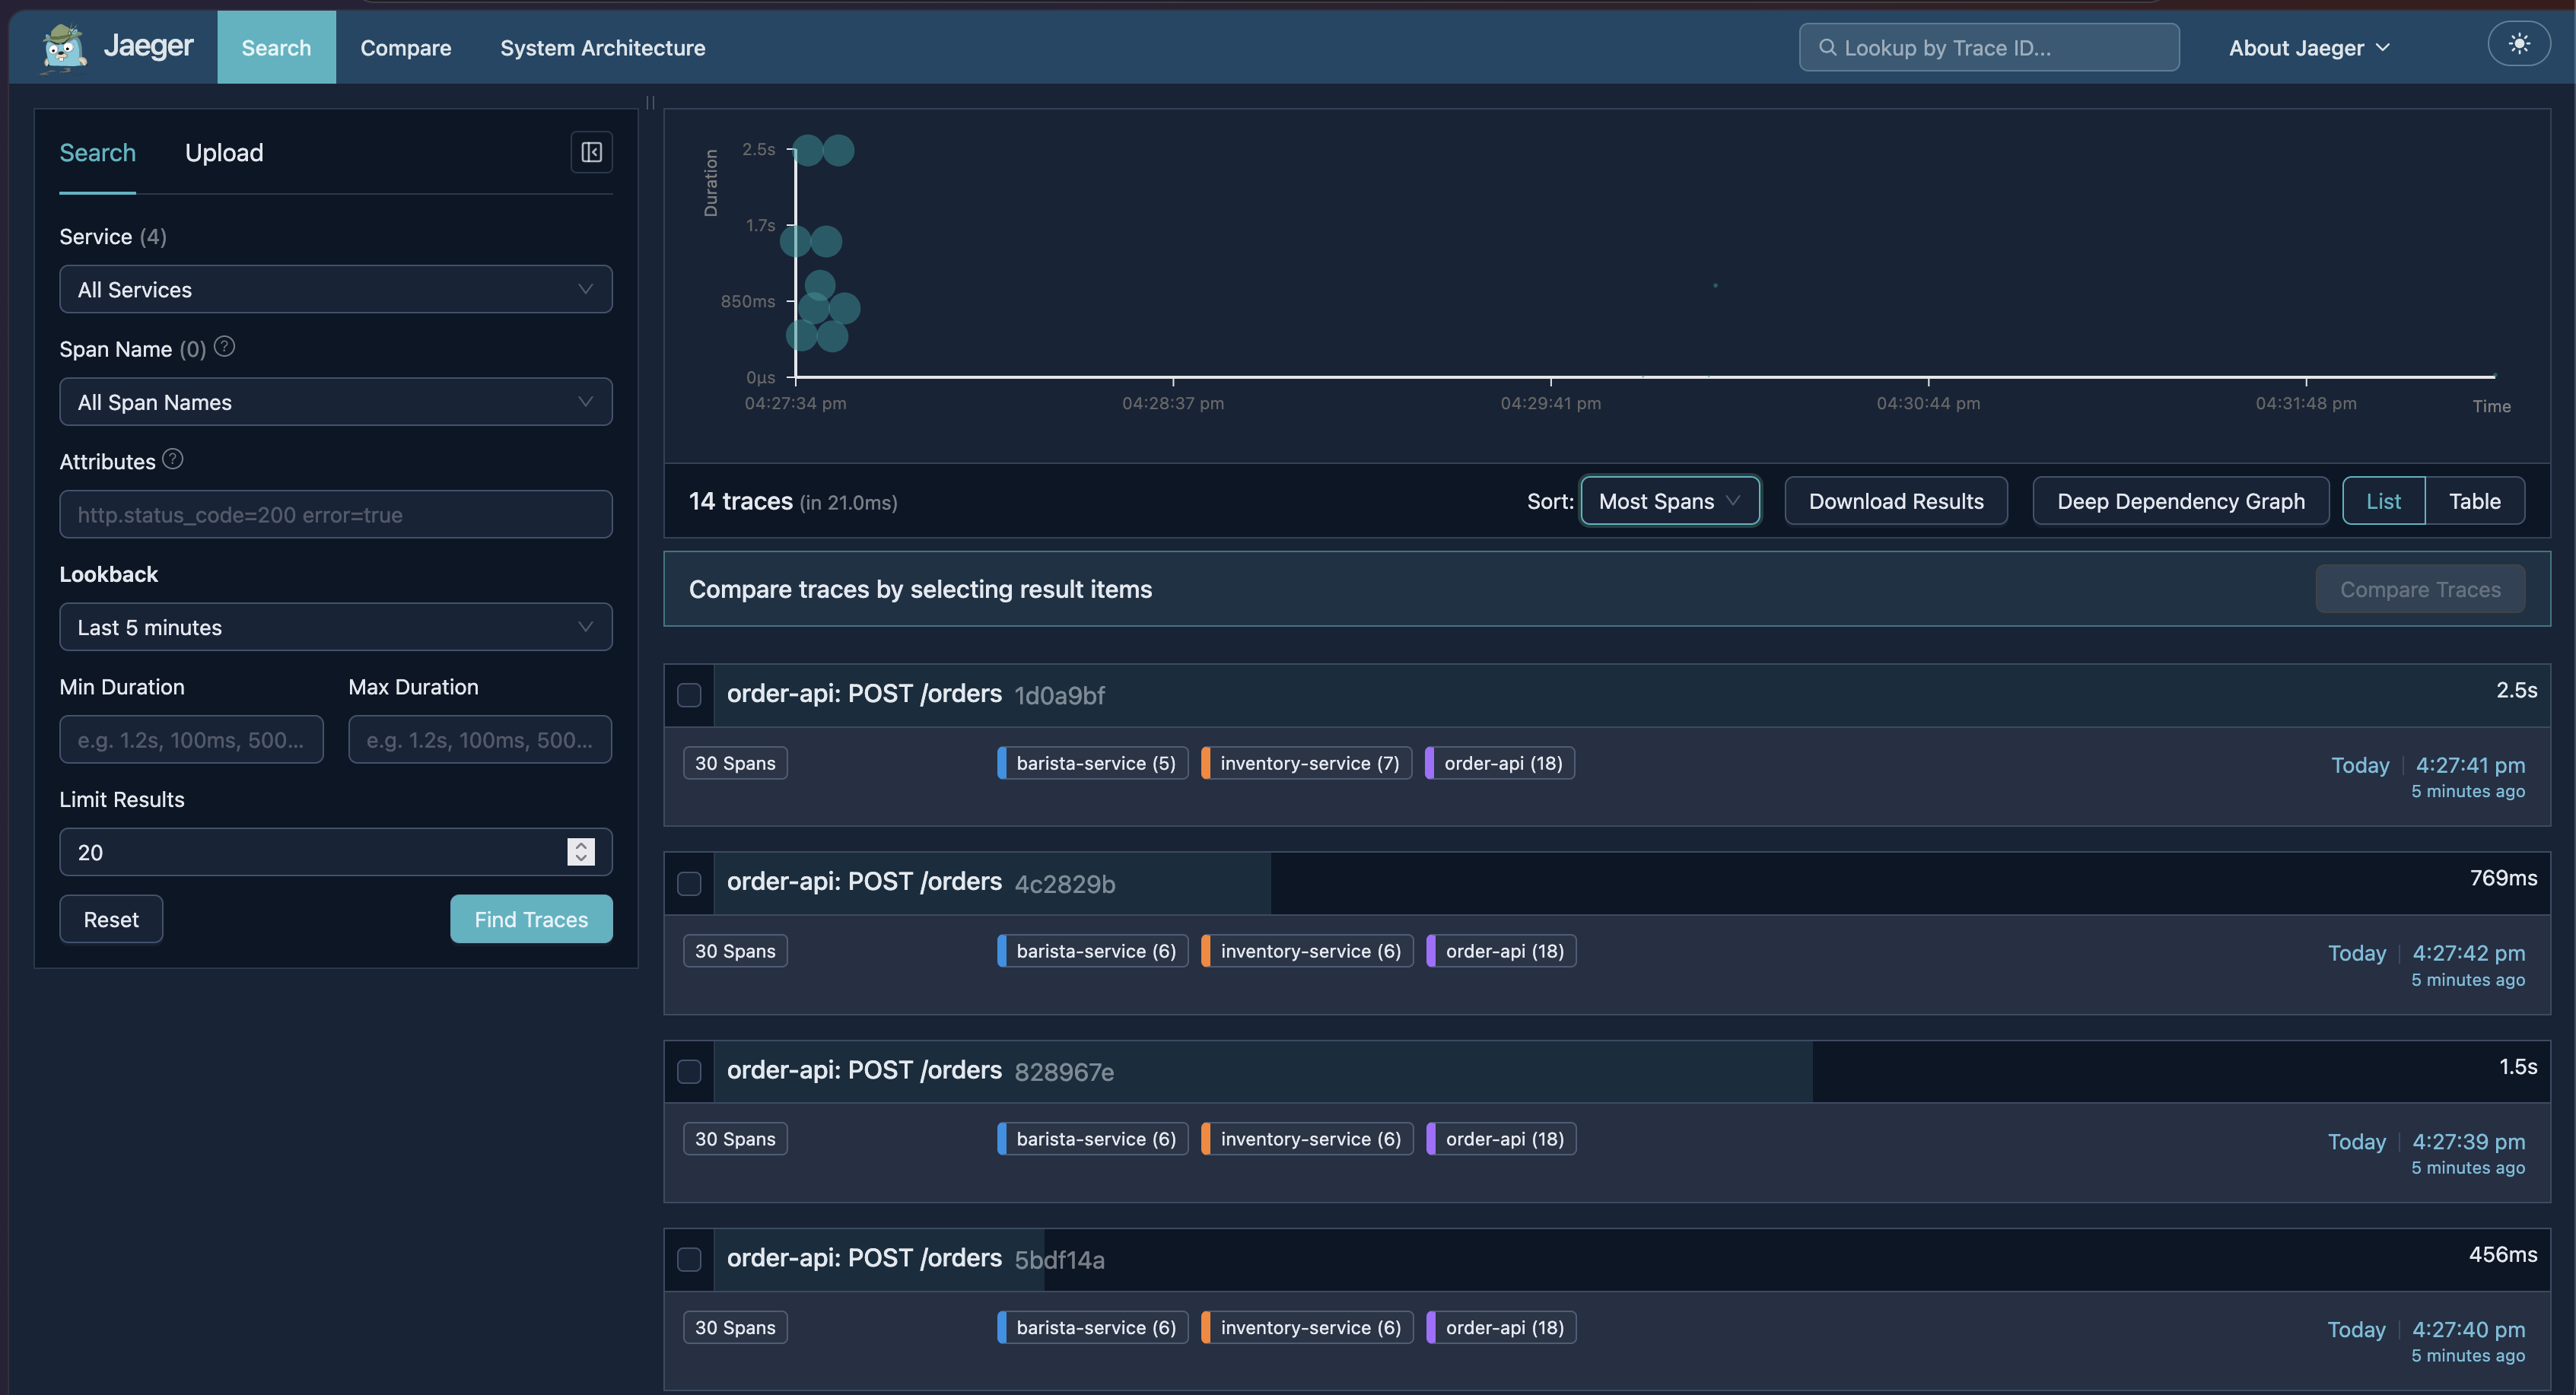 Jaeger
Search
Compare
System Architecture
Lookup by Trace ID...
About Jaeger
Search
Upload
Service (4)
All Services
Span Name (0)
All Span Names
Attributes
http.status_code=200 error=true
Lookback
Last 5 minutes
Min Duration
Max Duration
e.g. 1.2s, 100ms, 500...
e.g. 1.2s, 100ms, 500...
Limit Results
20
Reset
Find Traces
Duration
2.5s
1.7s
850ms
0µs
04:27:34 pm
04:28:37 pm
04:29:41 pm
04:30:44 pm
04:31:48 pm
Time
14 traces (in 21.0ms)
Sort:
Most Spans
Download Results
Deep Dependency Graph
List
Table
Compare traces by selecting result items
Compare Traces
order-api: POST /orders 1d0a9bf
2.5s
30 Spans
barista-service (5)
inventory-service (7)
order-api (18)
Today
4:27:41 pm
5 minutes ago
order-api: POST /orders 4c2829b
769ms
30 Spans
barista-service (6)
inventory-service (6)
order-api (18)
Today
4:27:42 pm
5 minutes ago
order-api: POST /orders 828967e
1.5s
30 Spans
barista-service (6)
inventory-service (6)
order-api (18)
Today
4:27:39 pm
5 minutes ago
order-api: POST /orders 5bdf14a
456ms
30 Spans
barista-service (6)
inventory-service (6)
order-api (18)
Today
4:27:40 pm
5 minutes ago